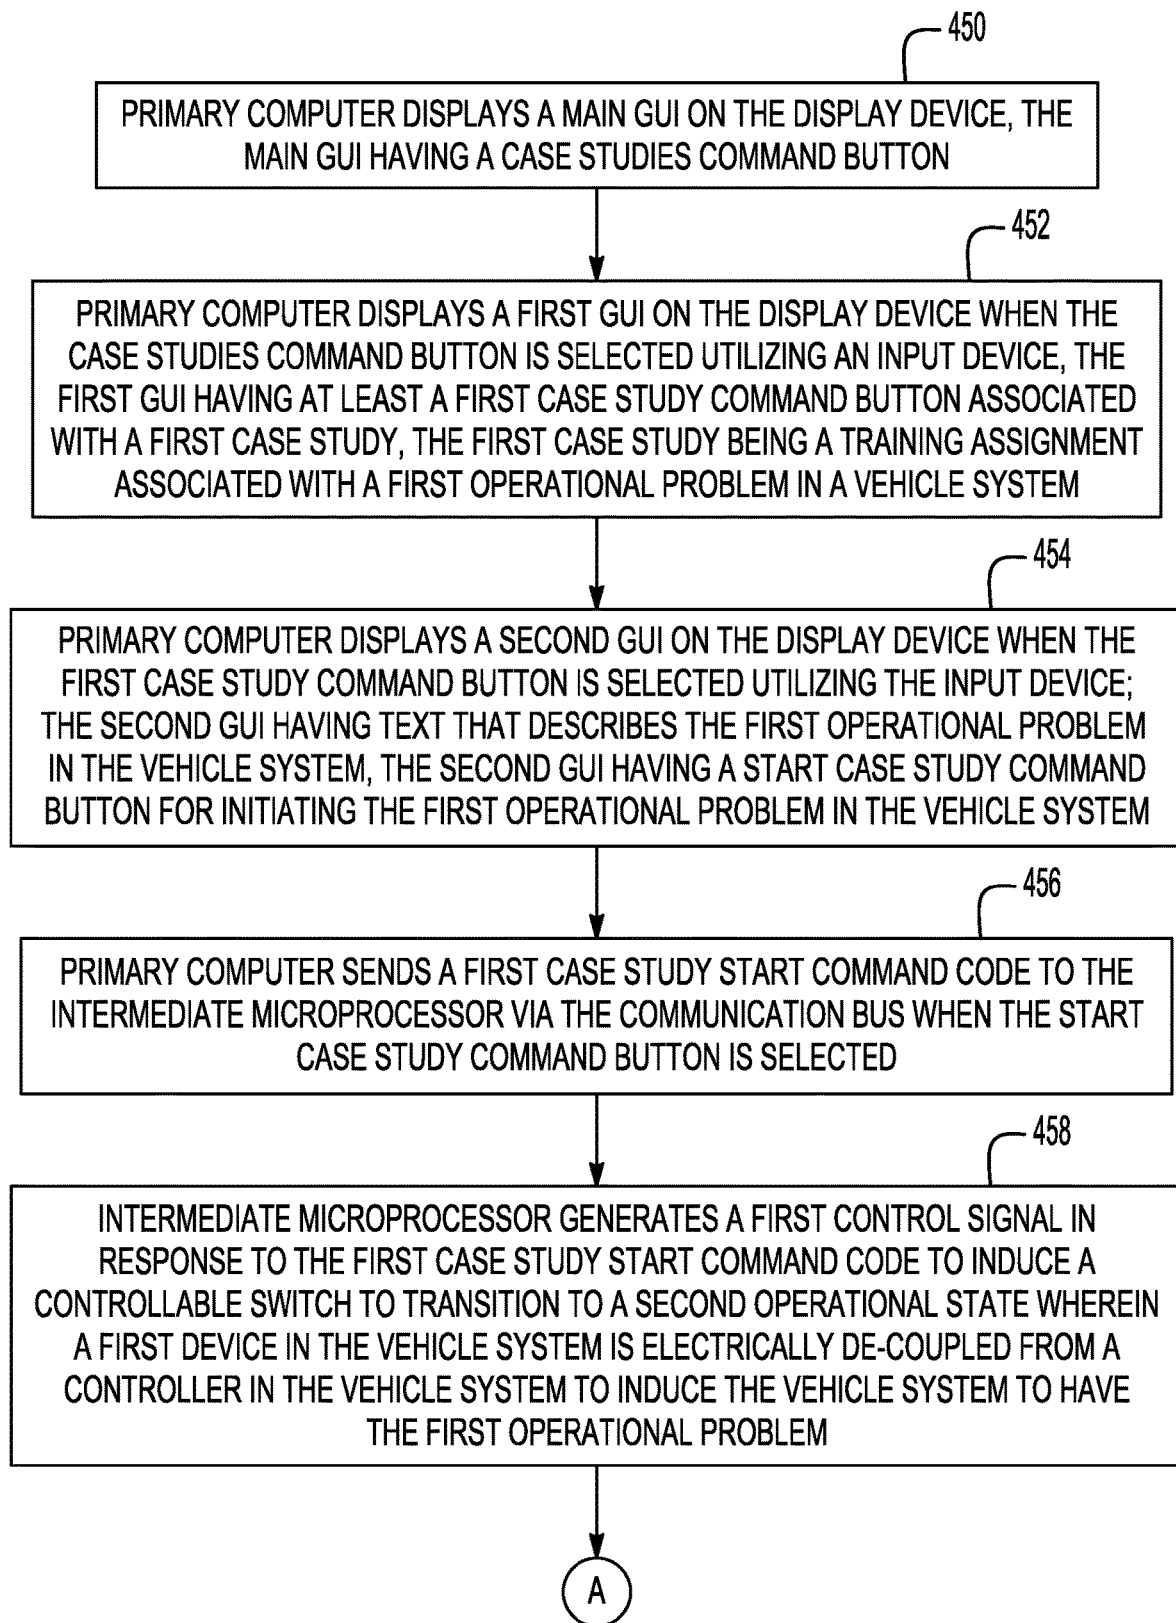 450
PRIMARY COMPUTER DISPLAYS A MAIN GUI ON THE DISPLAY DEVICE, THE
MAIN GUI HAVING A CASE STUDIES COMMAND BUTTON
452
PRIMARY COMPUTER DISPLAYS A FIRST GUI ON THE DISPLAY DEVICE WHEN THE
CASE STUDIES COMMAND BUTTON IS SELECTED UTILIZING AN INPUT DEVICE, THE
FIRST GUI HAVING AT LEAST A FIRST CASE STUDY COMMAND BUTTON ASSOCIATED
WITH A FIRST CASE STUDY, THE FIRST CASE STUDY BEING A TRAINING ASSIGNMENT
ASSOCIATED WITH A FIRST OPERATIONAL PROBLEM IN A VEHICLE SYSTEM
454
PRIMARY COMPUTER DISPLAYS A SECOND GUI ON THE DISPLAY DEVICE WHEN THE
FIRST CASE STUDY COMMAND BUTTON IS SELECTED UTILIZING THE INPUT DEVICE;
THE SECOND GUI HAVING TEXT THAT DESCRIBES THE FIRST OPERATIONAL PROBLEM
IN THE VEHICLE SYSTEM, THE SECOND GUI HAVING A START CASE STUDY COMMAND
BUTTON FOR INITIATING THE FIRST OPERATIONAL PROBLEM IN THE VEHICLE SYSTEM
456
PRIMARY COMPUTER SENDS A FIRST CASE STUDY START COMMAND CODE TO THE
INTERMEDIATE MICROPROCESSOR VIA THE COMMUNICATION BUS WHEN THE START
CASE STUDY COMMAND BUTTON IS SELECTED
458
INTERMEDIATE MICROPROCESSOR GENERATES A FIRST CONTROL SIGNAL IN
RESPONSE TO THE FIRST CASE STUDY START COMMAND CODE TO INDUCE A
CONTROLLABLE SWITCH TO TRANSITION TO A SECOND OPERATIONAL STATE WHEREIN
A FIRST DEVICE IN THE VEHICLE SYSTEM IS ELECTRICALLY DE-COUPLED FROM A
CONTROLLER IN THE VEHICLE SYSTEM TO INDUCE THE VEHICLE SYSTEM TO HAVE
THE FIRST OPERATIONAL PROBLEM
A